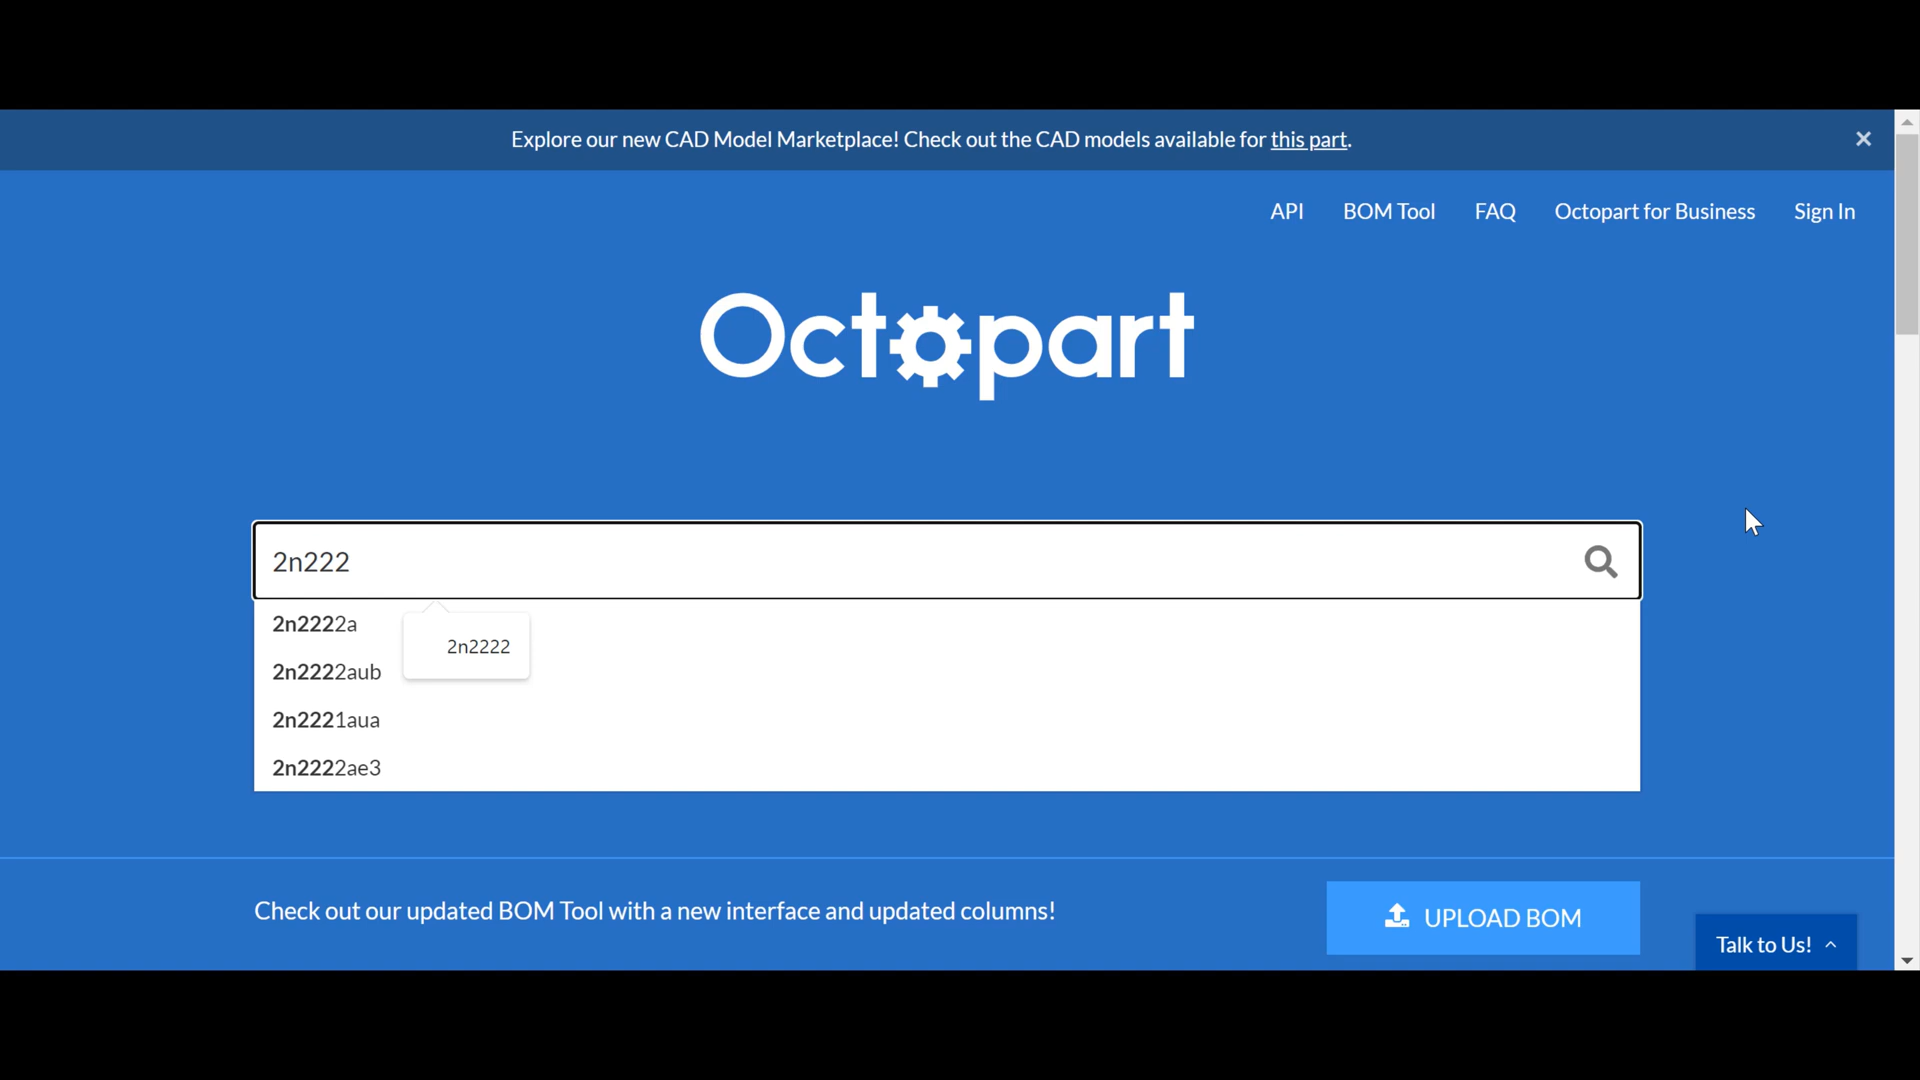 Explore our new CAD Model Marketplace! Check out the CAD models available for this part.
API BOM Tool FAQ Octopart for Business Sign In
Octopart
2n222
2n2222a
2n2222
2n2222aub
2n2221aua
2n2222ae3
Check out our updated BOM Tool with a new interface and updated columns!
UPLOAD BOM
Talk to Us!